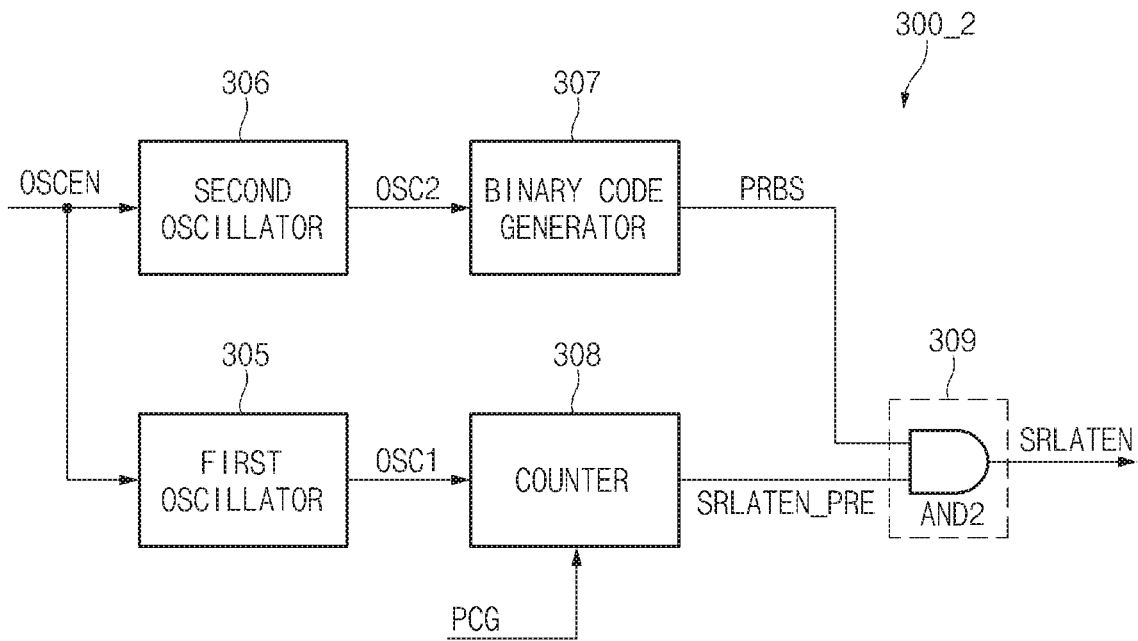 300_2
306
307
OSCEN
SECOND
OSCILLATOR
OSC2
BINARY CODE
GENERATOR
PRBS
305
308
309
FIRST
OSCILLATOR
OSC1
COUNTER
SRLATEN_PRE
AND2
SRLATEN
PCG